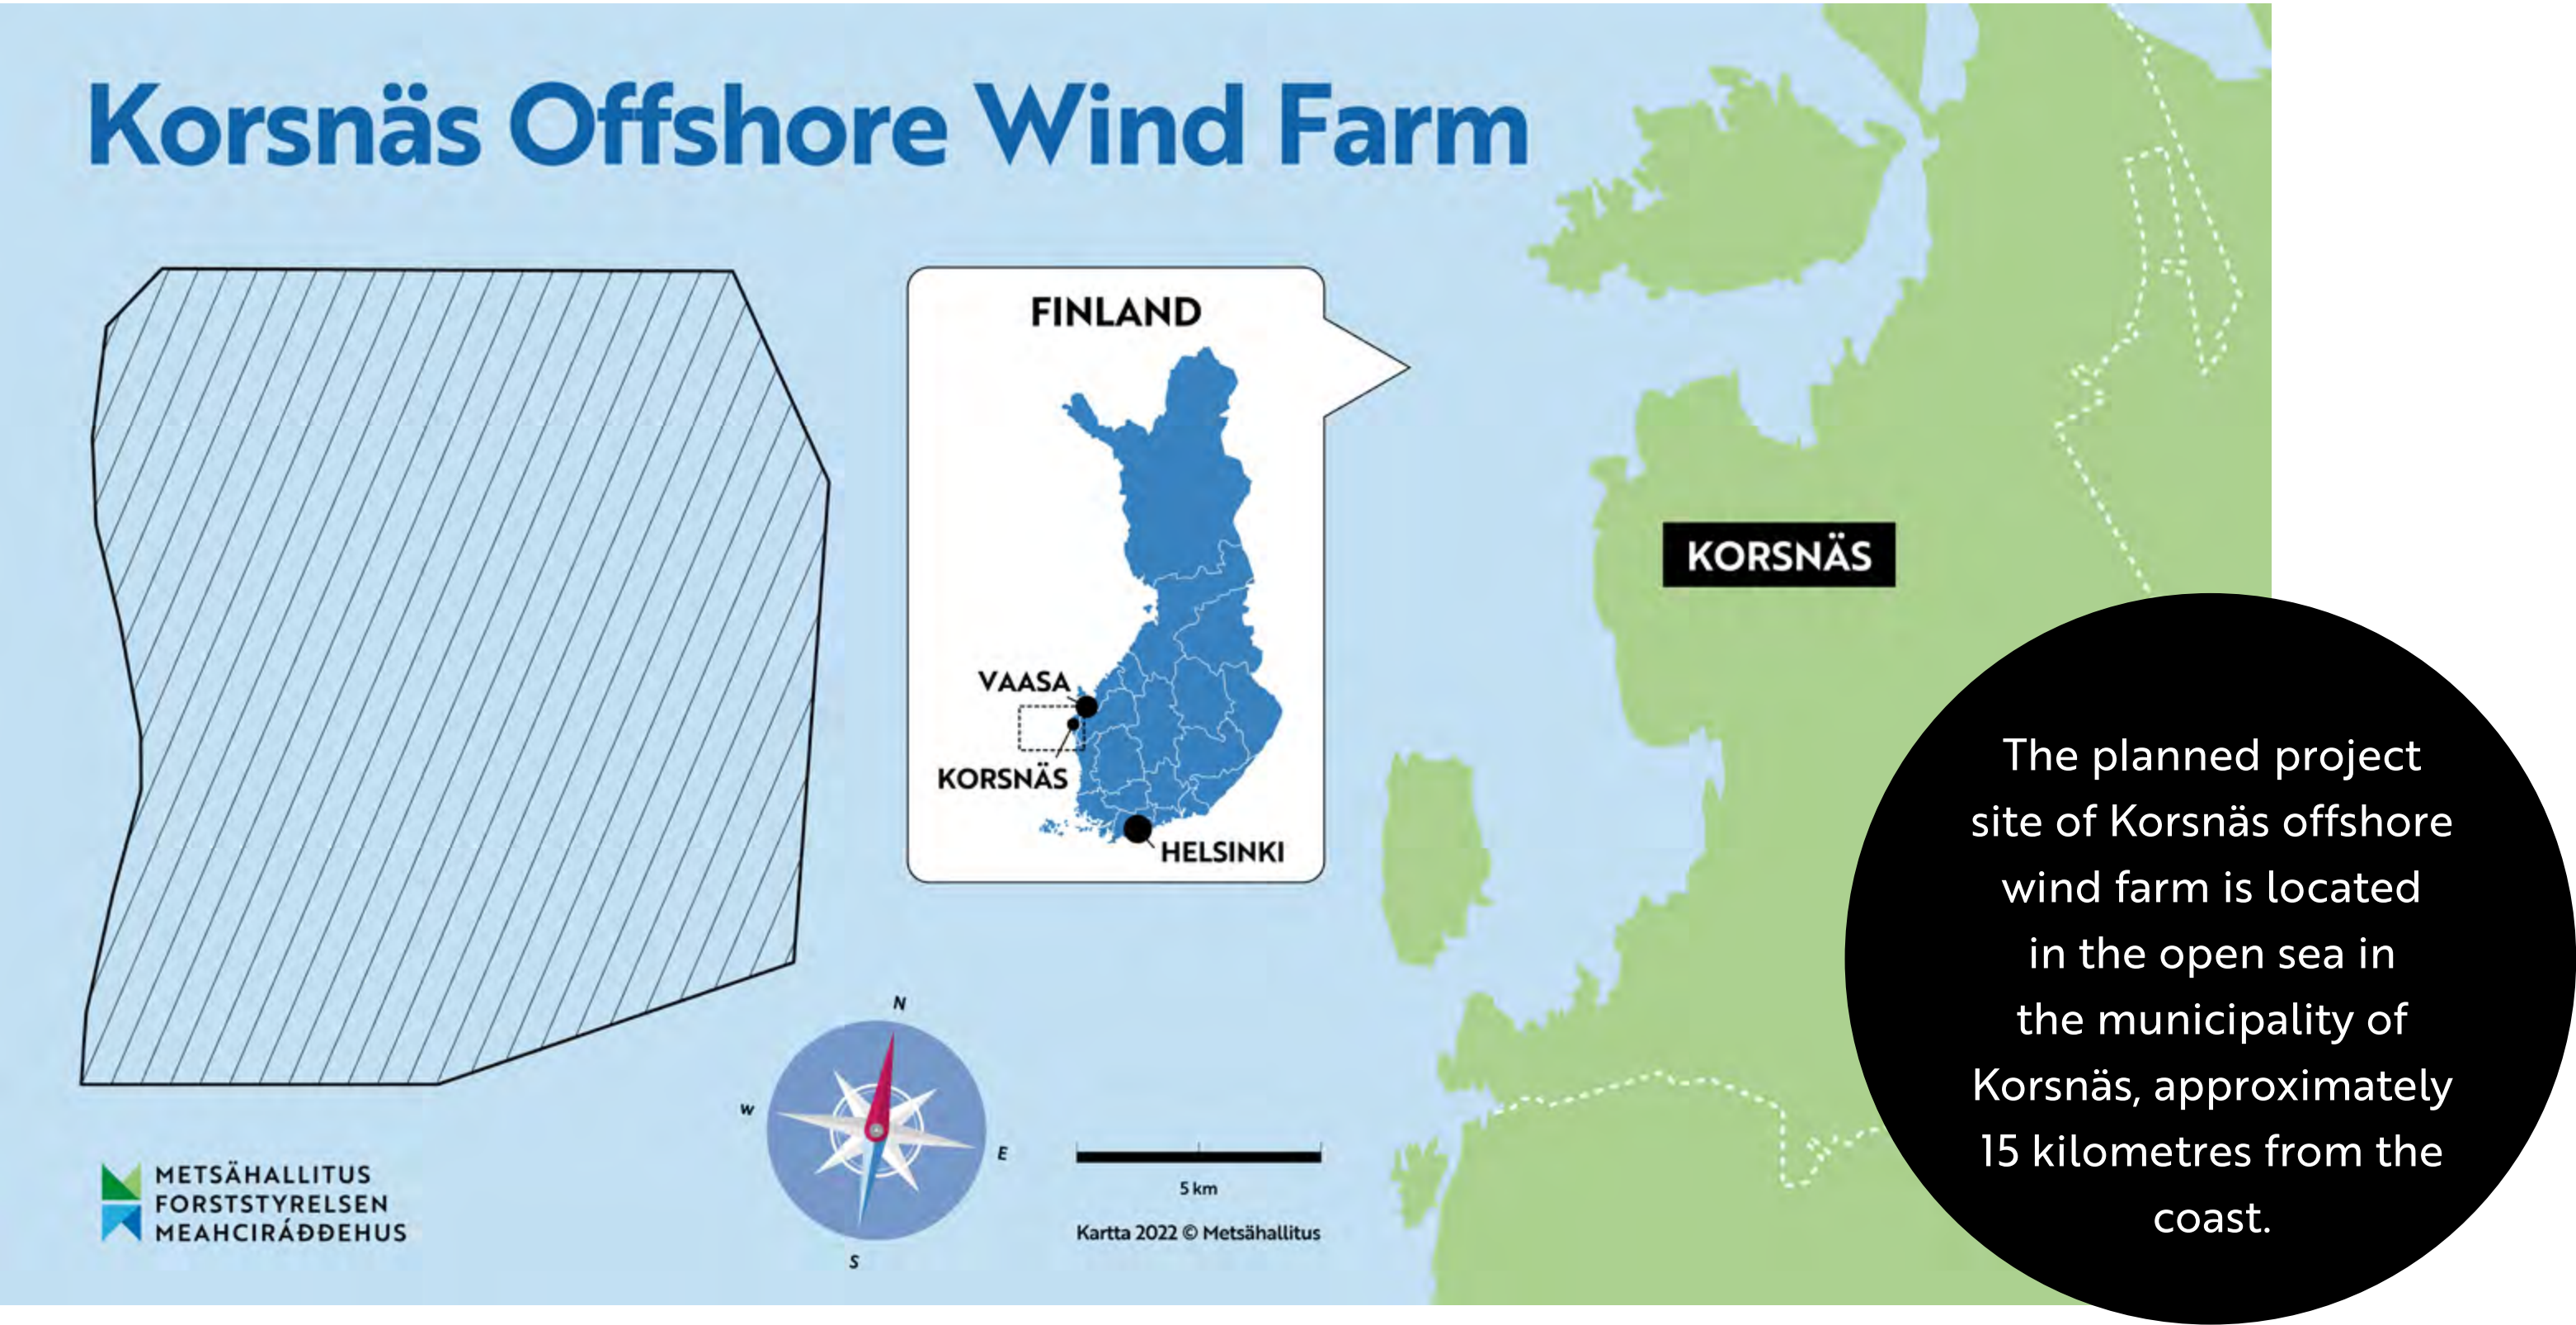 Korsnäs Offshore Wind Farm
FINLAND
VAASA
KORSNÄS
HELSINKI
KORSNÄS
The planned project
site of Korsnäs offshore
wind farm is located
in the open sea in
the municipality of
Korsnäs, approximately
15 kilometres from the
coast.
N
W
E
S
5 km
Kartta 2022 © Metsähallitus
METSÄHALLITUS
FORSTSTYRELSEN
MEAHCIRÁĐĐEHUS